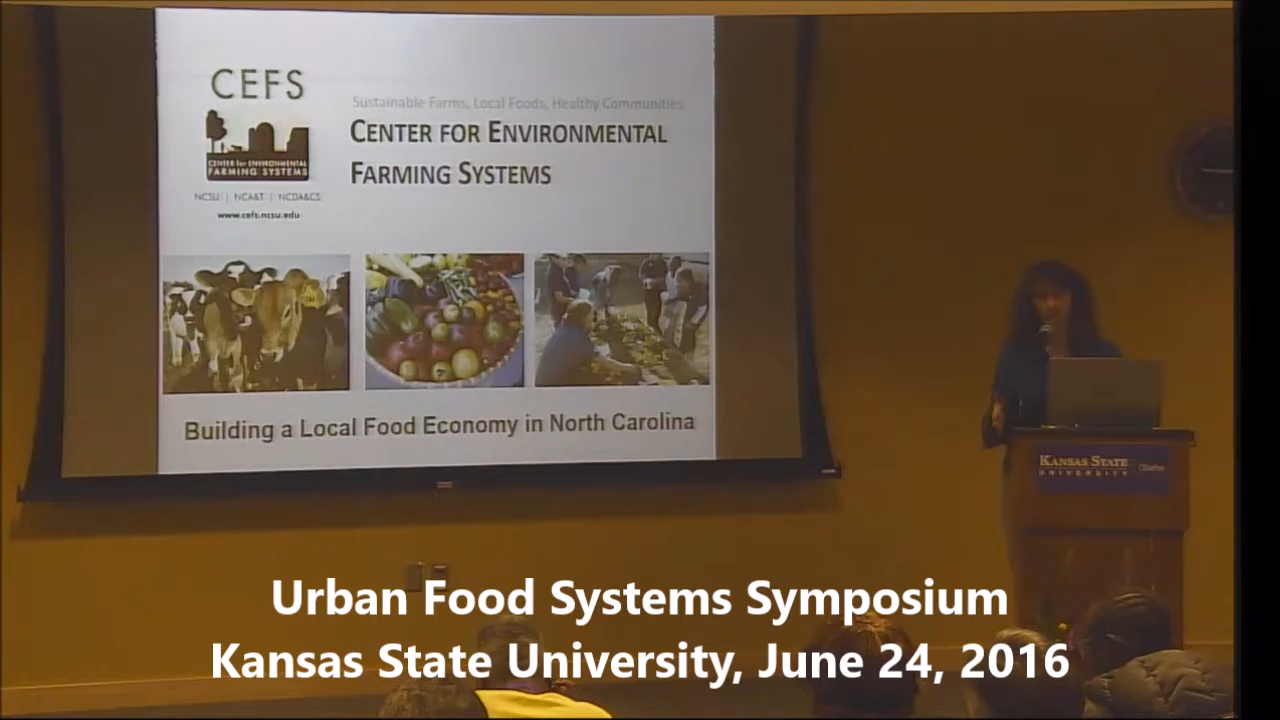 CEFS
CENTER for ENVIRONMENTAL
FARMING SYSTEMS
NCSU | NCA&T | NCDA&CS
www.cefs.ncsu.edu
Sustainable Farms, Local Foods, Healthy Communities
CENTER FOR ENVIRONMENTAL
FARMING SYSTEMS
Building a Local Food Economy in North Carolina
KANSAS STATE
UNIVERSITY
Urban Food Systems Symposium
Kansas State University, June 24, 2016